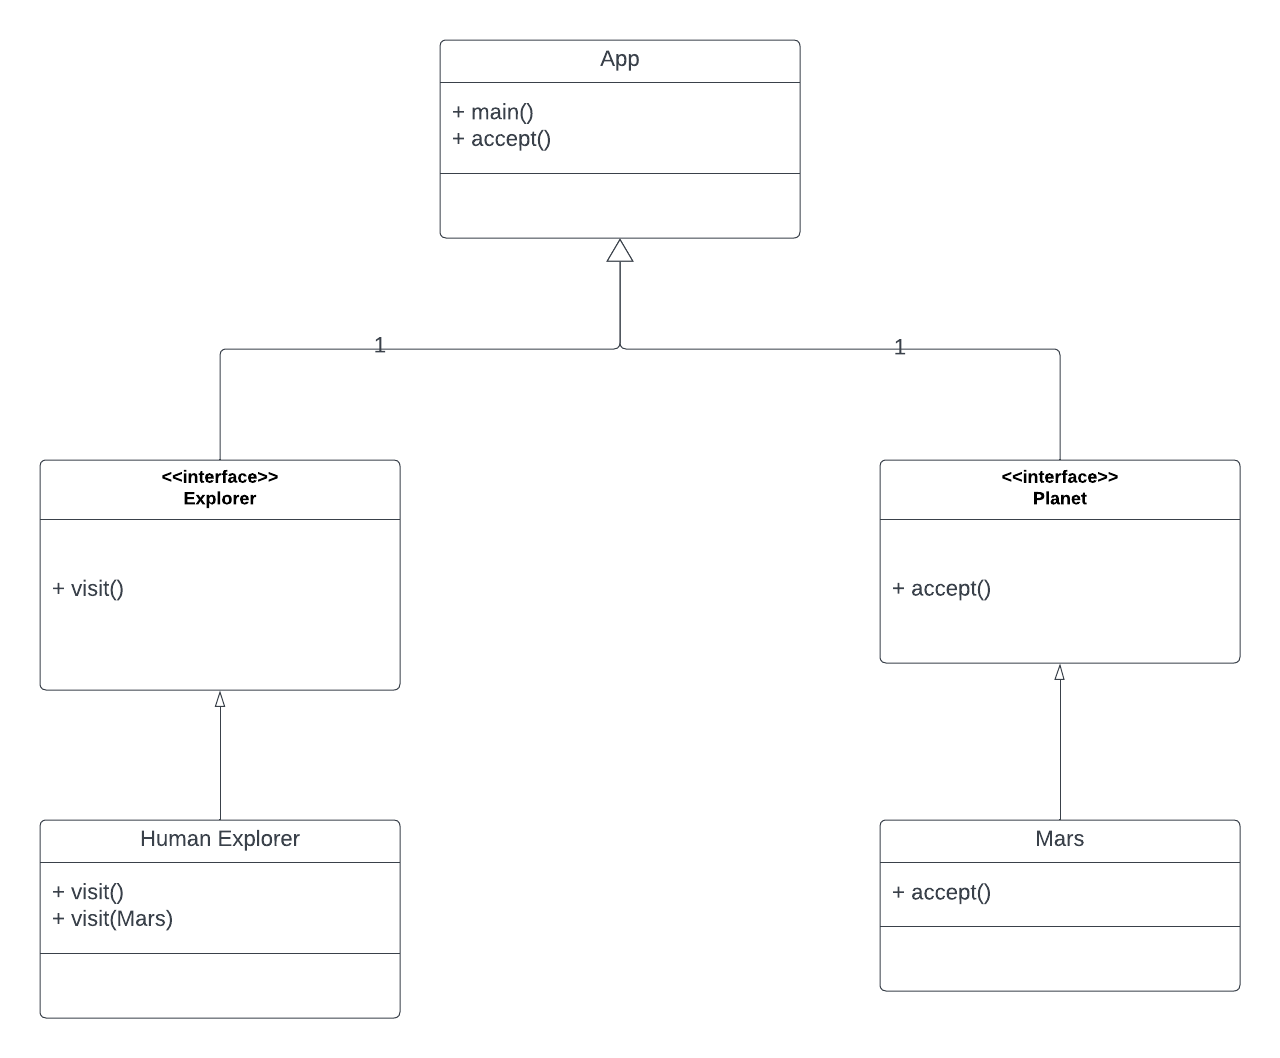 App
+ main()
+ accept()
1
1
<<interface>>
Explorer
+ visit()
<<interface>>
Planet
+ accept()
Human Explorer
+ visit()
+ visit(Mars)
Mars
+ accept()